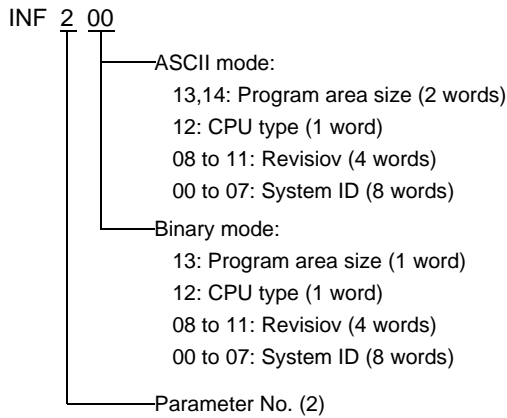 INF 2 00
ASCII mode:
13,14: Program area size (2 words)
12: CPU type (1 word)
08 to 11: Revisiov (4 words)
00 to 07: System ID (8 words)
Binary mode:
13: Program area size (1 word)
12: CPU type (1 word)
08 to 11: Revisiov (4 words)
00 to 07: System ID (8 words)
Parameter No. (2)